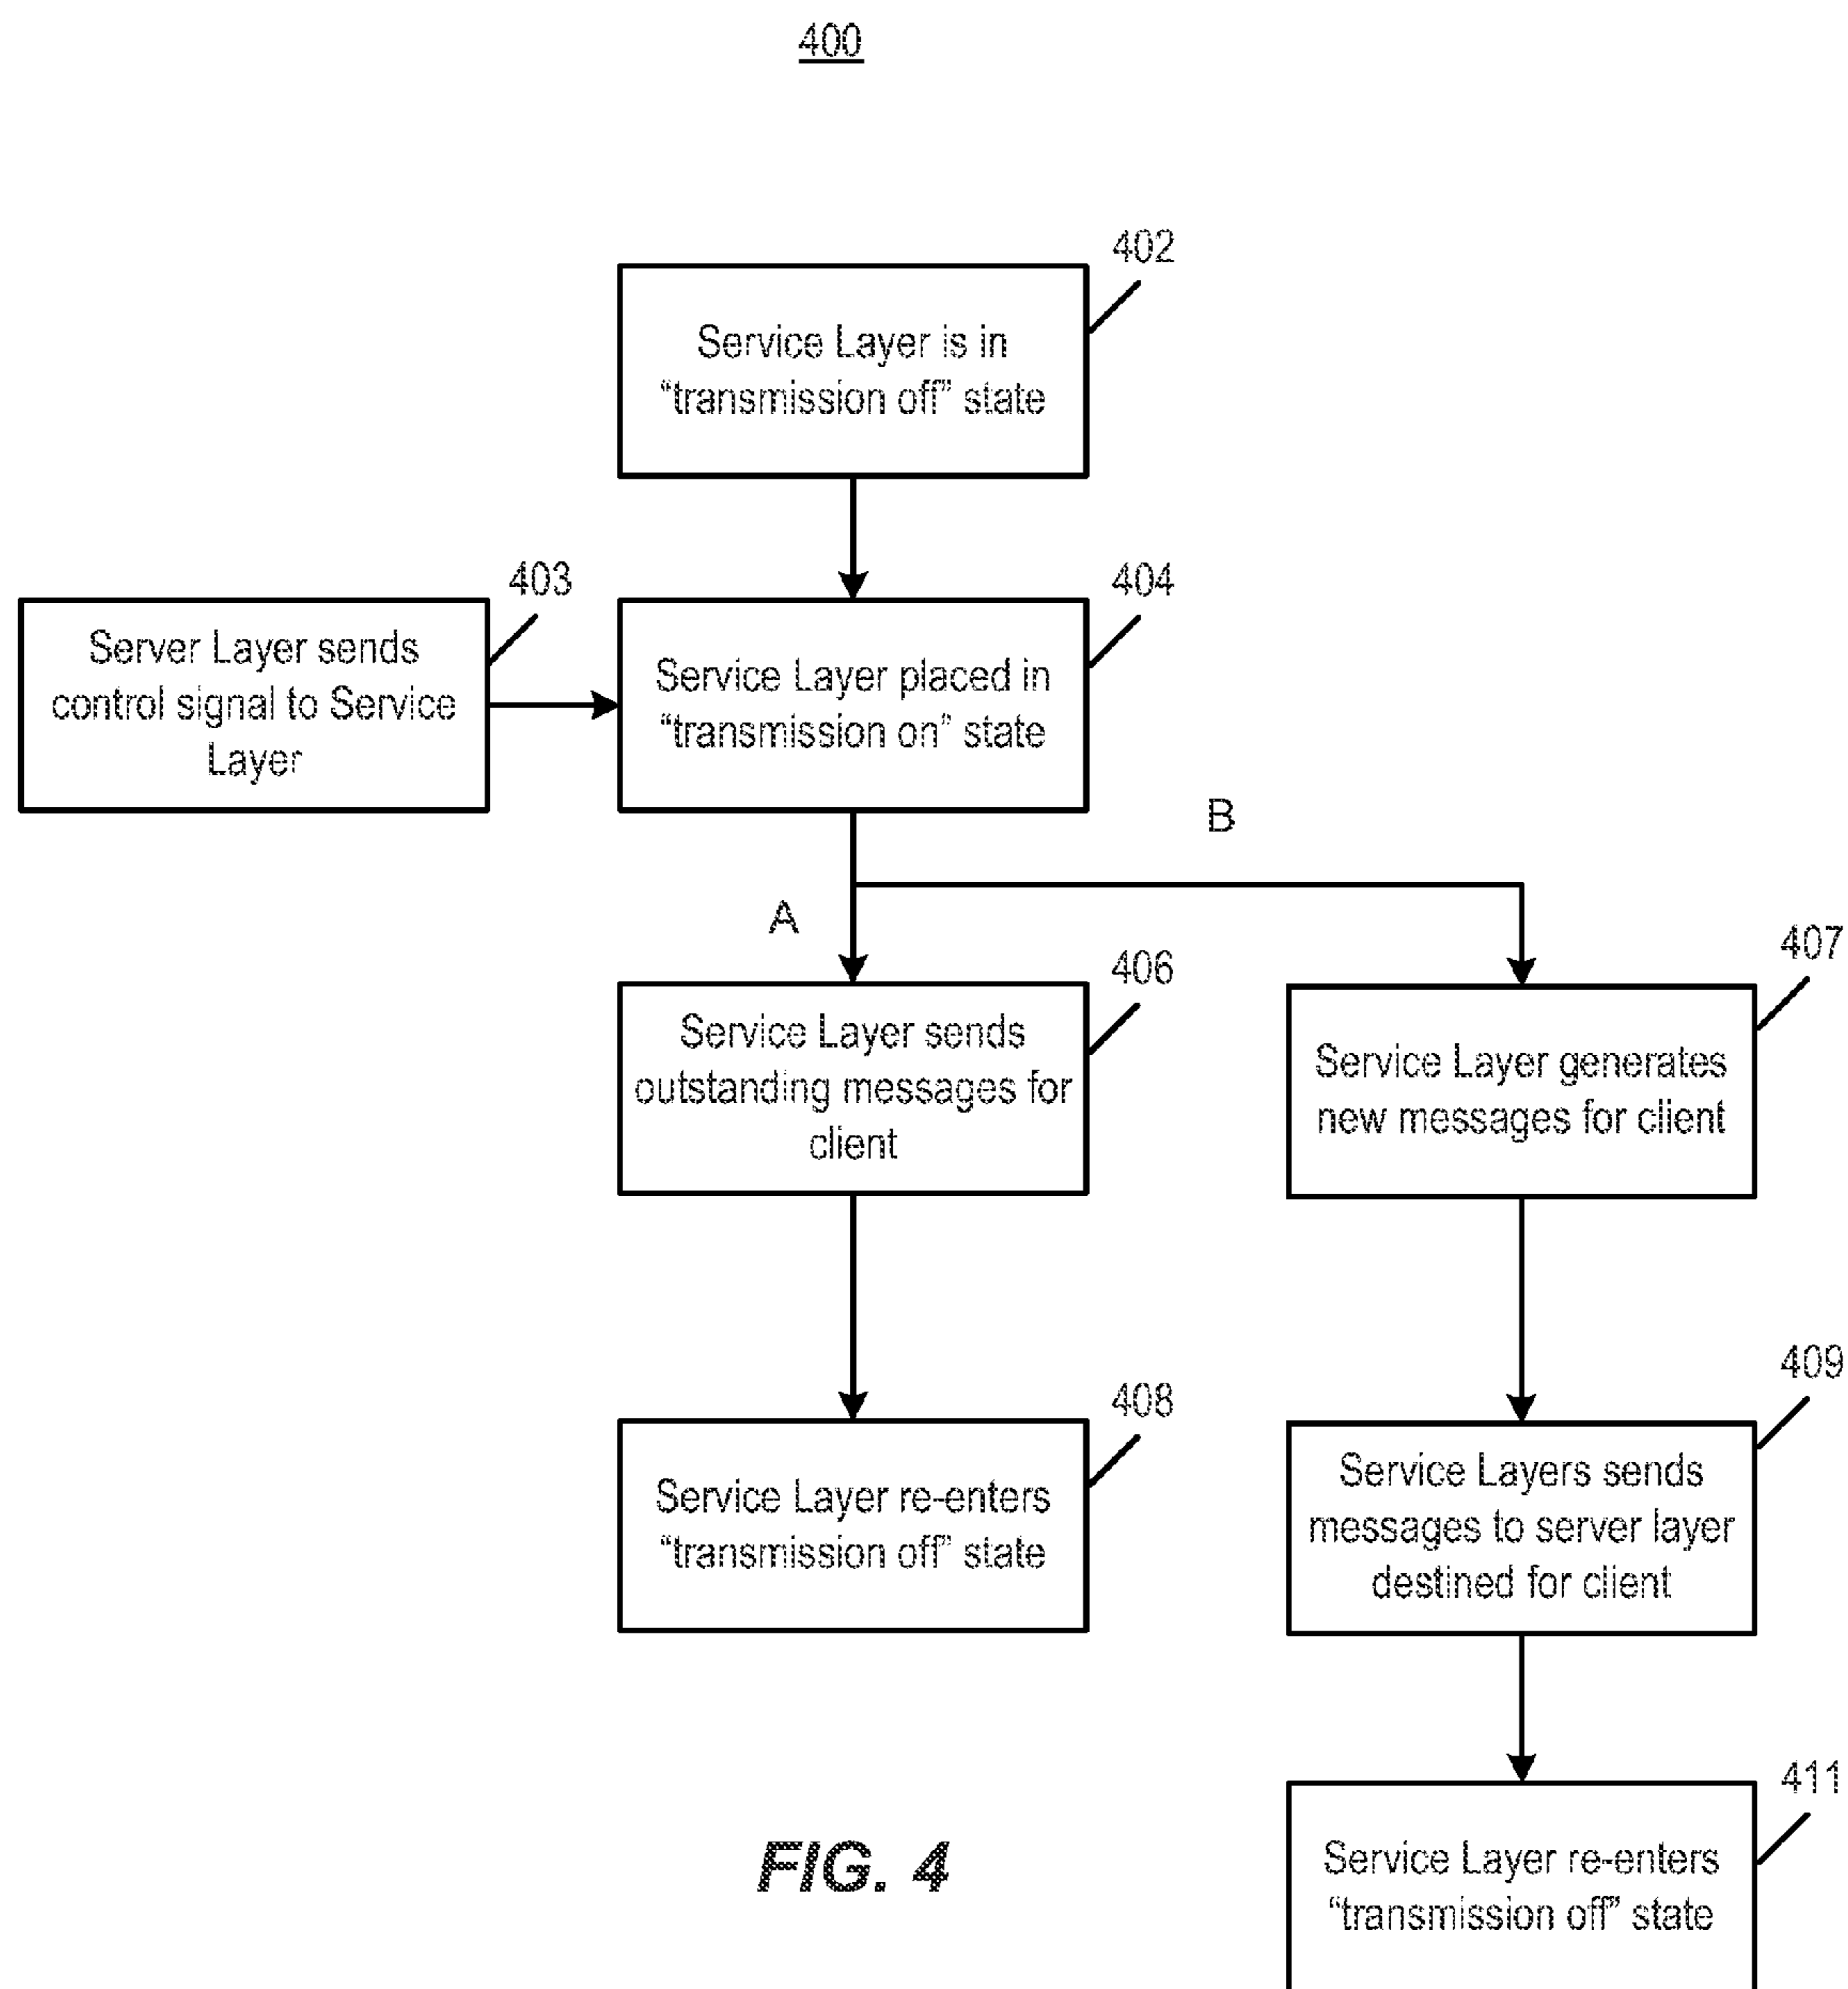 400
402
Service Layer is in
“transmission off” state
403
Server Layer sends
control signal to Service
Layer
404
Service Layer placed in
“transmission on” state
B
A
406
Service Layer sends
outstanding messages for
client
407
Service Layer generates
new messages for client
408
Service Layer re-enters
“transmission off” state
409
Service Layers sends
messages to server layer
destined for client
411
Service Layer re-enters
“transmission off” state
FIG. 4